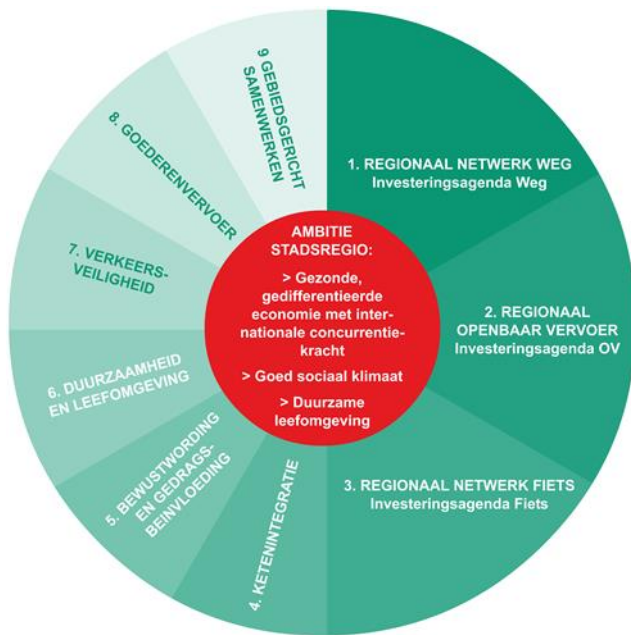 1. REGIONAAL NETWERK WEG
Investeringsagenda Weg
2. REGIONAAL
OPENBAAR VERVOER
Investeringsagenda OV
3. REGIONAAL NETWERK FIETS
Investeringsagenda Fiets
4. KETENINTEGRATIE
5. BEWUSTWORDING
EN GEDRAGS-
BEINVLOEDING
6. DUURZAAMHEID
EN LEEFOMGEVING
7. VERKEERS-
VEILIGHEID
8. GOEDERENVERVOER
9 GEBIEDSGERICHT
SAMENWERKEN
AMBITIE
STADSREGIO:
> Gezonde,
gedifferentieerde
economie met inter-
nationale concurrentie-
kracht
> Goed sociaal klimaat
> Duurzame
leefomgeving